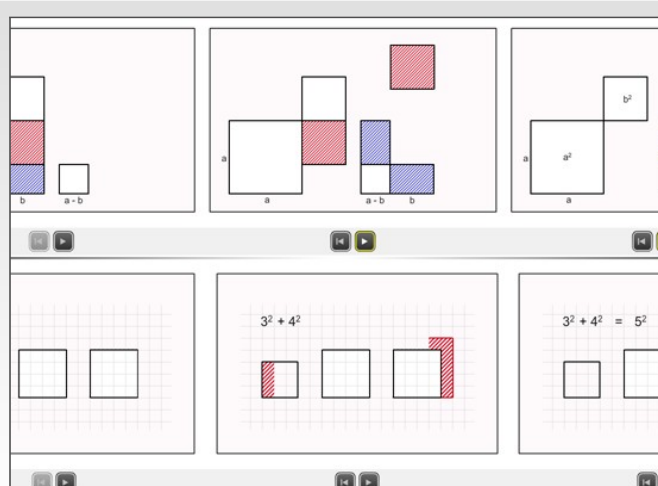 b a - b
a
a
a - b b
b²
a
a²
a
3² + 4²
3² + 4² = 5²